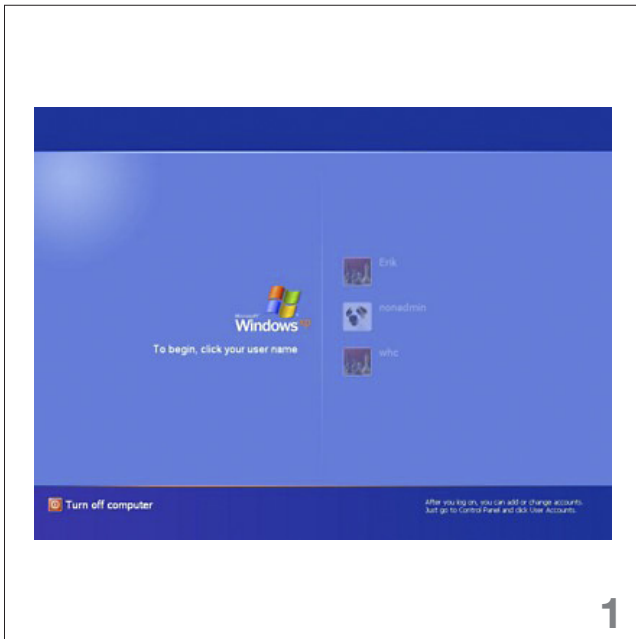 Microsoft
Windows xp
To begin, click your user name
Erik
nonadmin
whc
Turn off computer
After you log on, you can add or change accounts.
Just go to Control Panel and click User Accounts.
1